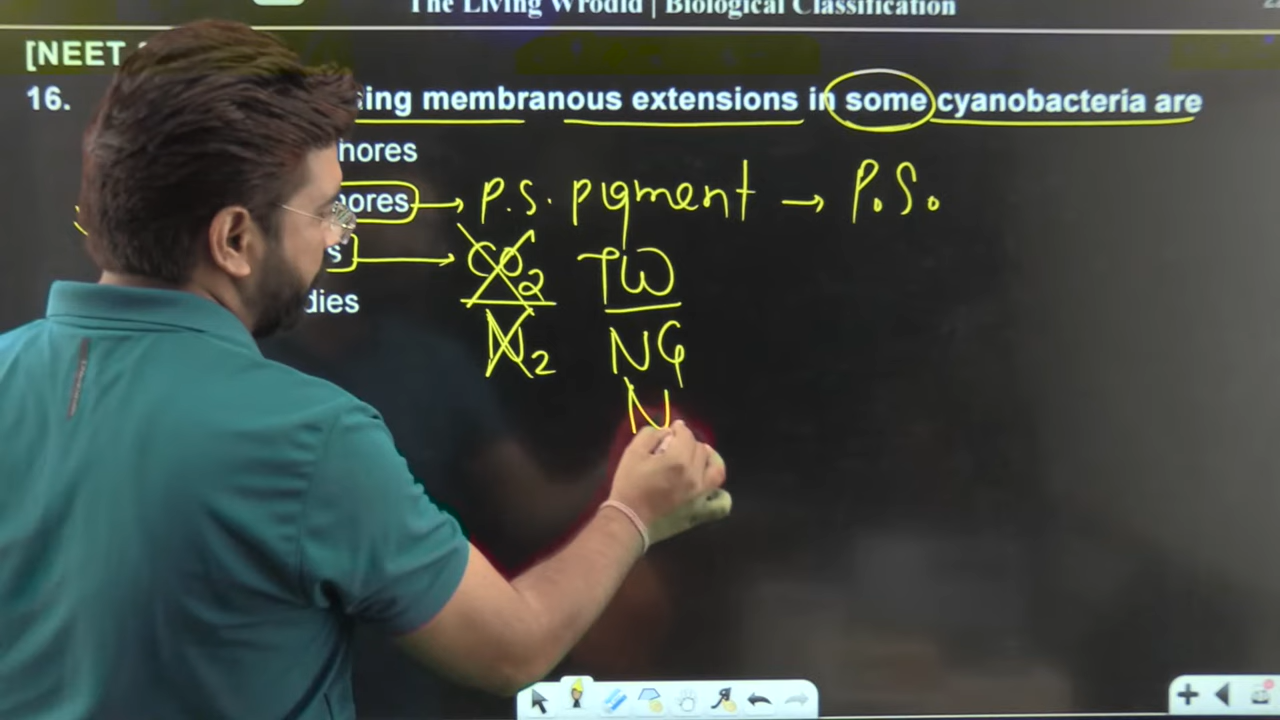 The Living Wrodld | Biological Classification
[NEET
16. sing membranous extensions in some cyanobacteria are
hores
ores → P.S. pigment → P.S.
s → CO2 TW
dies
N2 NG
N